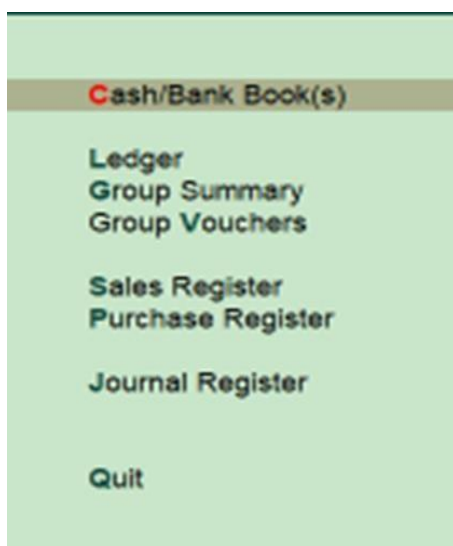 Cash/Bank Book(s)
Ledger
Group Summary
Group Vouchers
Sales Register
Purchase Register
Journal Register
Quit